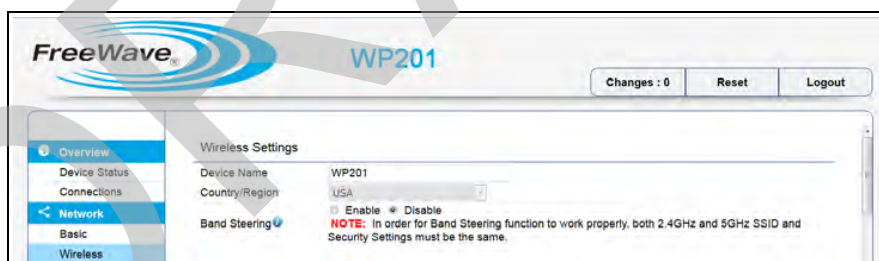 FreeWave®
WP201
Changes : 0 Reset Logout
Overview
Device Status
Connections
Network
Basic
Wireless
Wireless Settings
Device Name WP201
Country/Region USA
Band Steering Enable Disable
NOTE: In order for Band Steering function to work properly, both 2.4GHz and 5GHz SSID and
Security Settings must be the same.